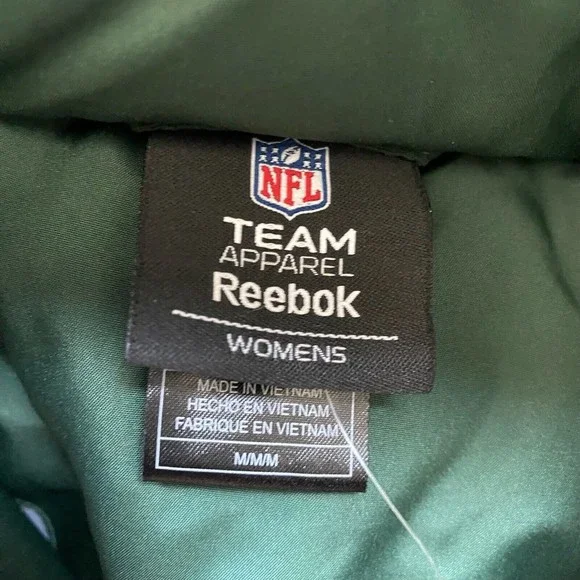 NFL
TEAM
APPAREL
Reebok
WOMENS
MADE IN VIETNAM
HECHO EN VIETNAM
FABRIQUE EN VIETNAM
M/M/M